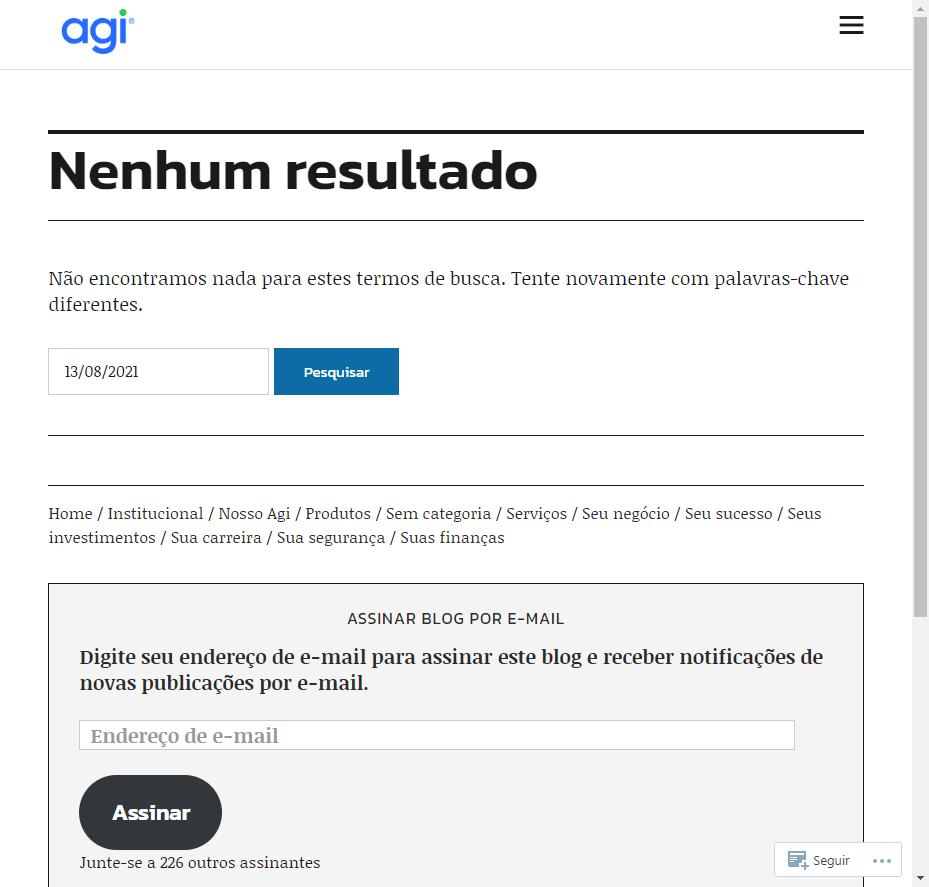 agi®
Nenhum resultado
Não encontramos nada para estes termos de busca. Tente novamente com palavras-chave
diferentes.
13/08/2021
Pesquisar
Home / Institucional / Nosso Agi / Produtos / Sem categoria / Serviços / Seu negócio / Seu sucesso / Seus
investimentos / Sua carreira / Sua segurança / Suas finanças
ASSINAR BLOG POR E-MAIL
Digite seu endereço de e-mail para assinar este blog e receber notificações de
novas publicações por e-mail.
Endereço de e-mail
Assinar
Junte-se a 226 outros assinantes
Seguir